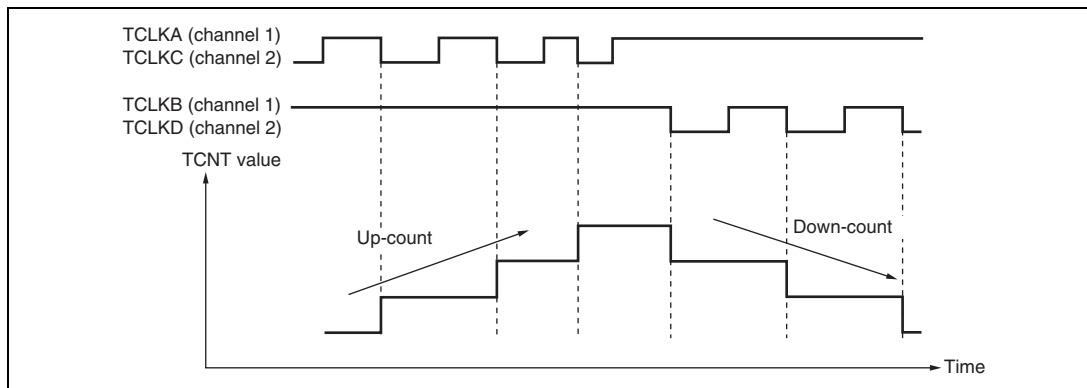 TCLKA (channel 1)
TCLKC (channel 2)
TCLKB (channel 1)
TCLKD (channel 2)
TCNT value
Up-count
Down-count
Time